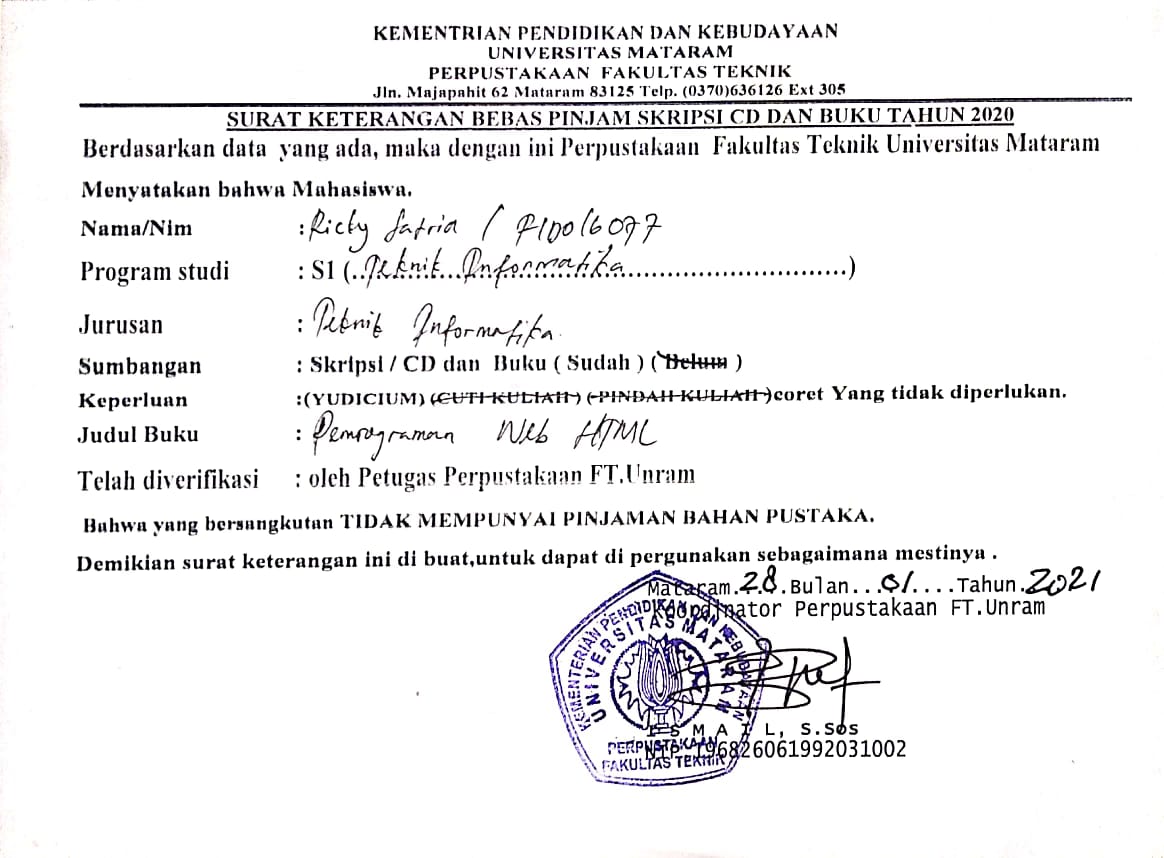 KEMENTRIAN PENDIDIKAN DAN KEBUDAYAAN
UNIVERSITAS MATARAM
PERPUSTAKAAN FAKULTAS TEKNIK
Jln. Majapahit 62 Mataram 83125 Telp. (0370)636126 Ext 305
SURAT KETERANGAN BEBAS PINJAM SKRIPSI CD DAN BUKU TAHUN 2020
Berdasarkan data yang ada, maka dengan ini Perpustakaan Fakultas Teknik Universitas Mataram
Menyatakan bahwa Mahasiswa.
Nama/Nim : Ricky Satria / F1D016077
Program studi : S1 (..Teknik...Informatika..............................)
Jurusan : Teknik Informatika.
Sumbangan : Skripsi / CD dan Buku ( Sudah ) ( Belum )
Keperluan :(YUDICIUM) (CUTI KULIAH ) ( PINDAH KULIAH )coret Yang tidak diperlukan.
Judul Buku : Pemrograman Web HTML
Telah diverifikasi : oleh Petugas Perpustakaan FT.Unram
Bahwa yang bersangkutan TIDAK MEMPUNYAI PINJAMAN BAHAN PUSTAKA.
Demikian surat keterangan ini di buat,untuk dapat di pergunakan sebagaimana mestinya .
Mataram.28.Bulan...01....Tahun.2021
Koordinator Perpustakaan FT.Unram
KEMENTERIAN PENDIDIKAN DAN KEBUDAYAAN
UNIVERSITAS MATARAM
I S M A I L, S.Sos
NIP 196826061992031002
PERPUSTAKAAN
FAKULTAS TEKNIK